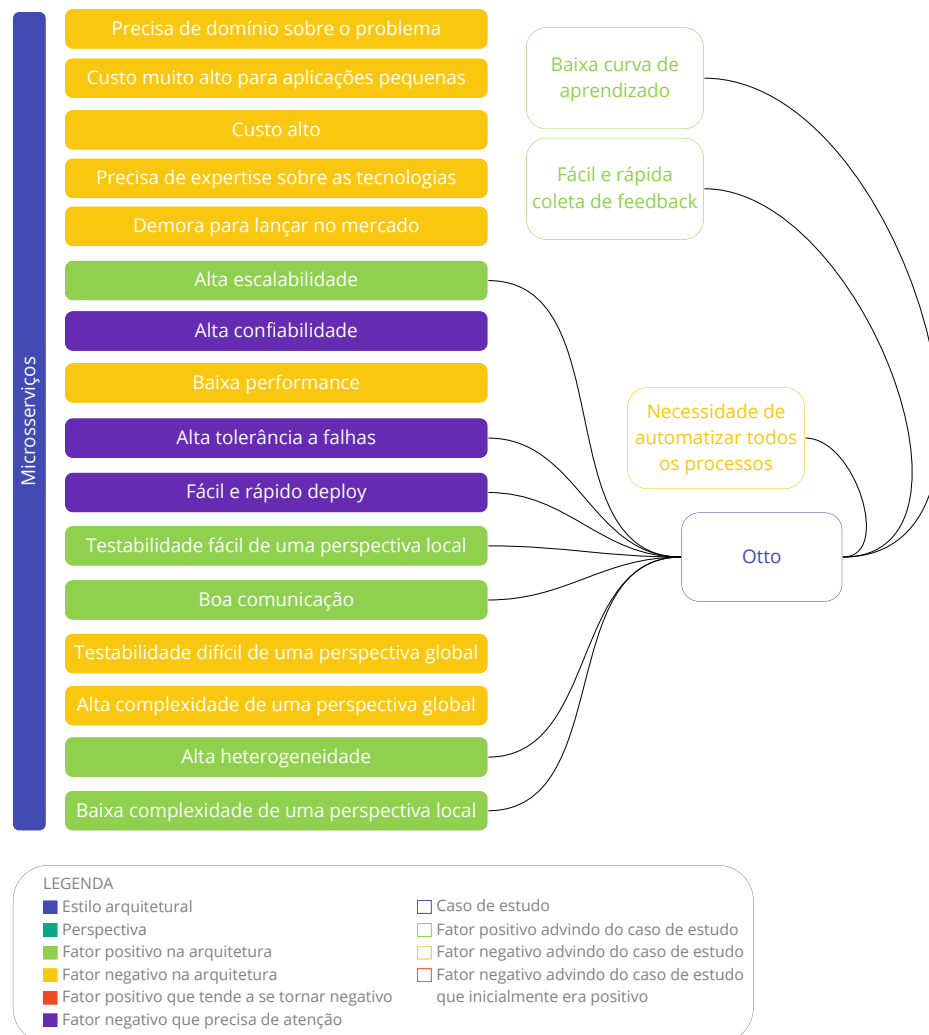 Microsserviços
Precisa de domínio sobre o problema
Custo muito alto para aplicações pequenas
Custo alto
Precisa de expertise sobre as tecnologias
Demora para lançar no mercado
Alta escalabilidade
Alta confiabilidade
Baixa performance
Alta tolerância a falhas
Fácil e rápido deploy
Testabilidade fácil de uma perspectiva local
Boa comunicação
Testabilidade difícil de uma perspectiva global
Alta complexidade de uma perspectiva global
Alta heterogeneidade
Baixa complexidade de uma perspectiva local
Baixa curva de
aprendizado
Fácil e rápida
coleta de feedback
Necessidade de
automatizar todos
os processos
Otto
LEGENDA
Estilo arquitetural
Perspectiva
Fator positivo na arquitetura
Fator negativo na arquitetura
Fator positivo que tende a se tornar negativo
Fator negativo que precisa de atenção
Caso de estudo
Fator positivo advindo do caso de estudo
Fator negativo advindo do caso de estudo
Fator negativo advindo do caso de estudo
que inicialmente era positivo